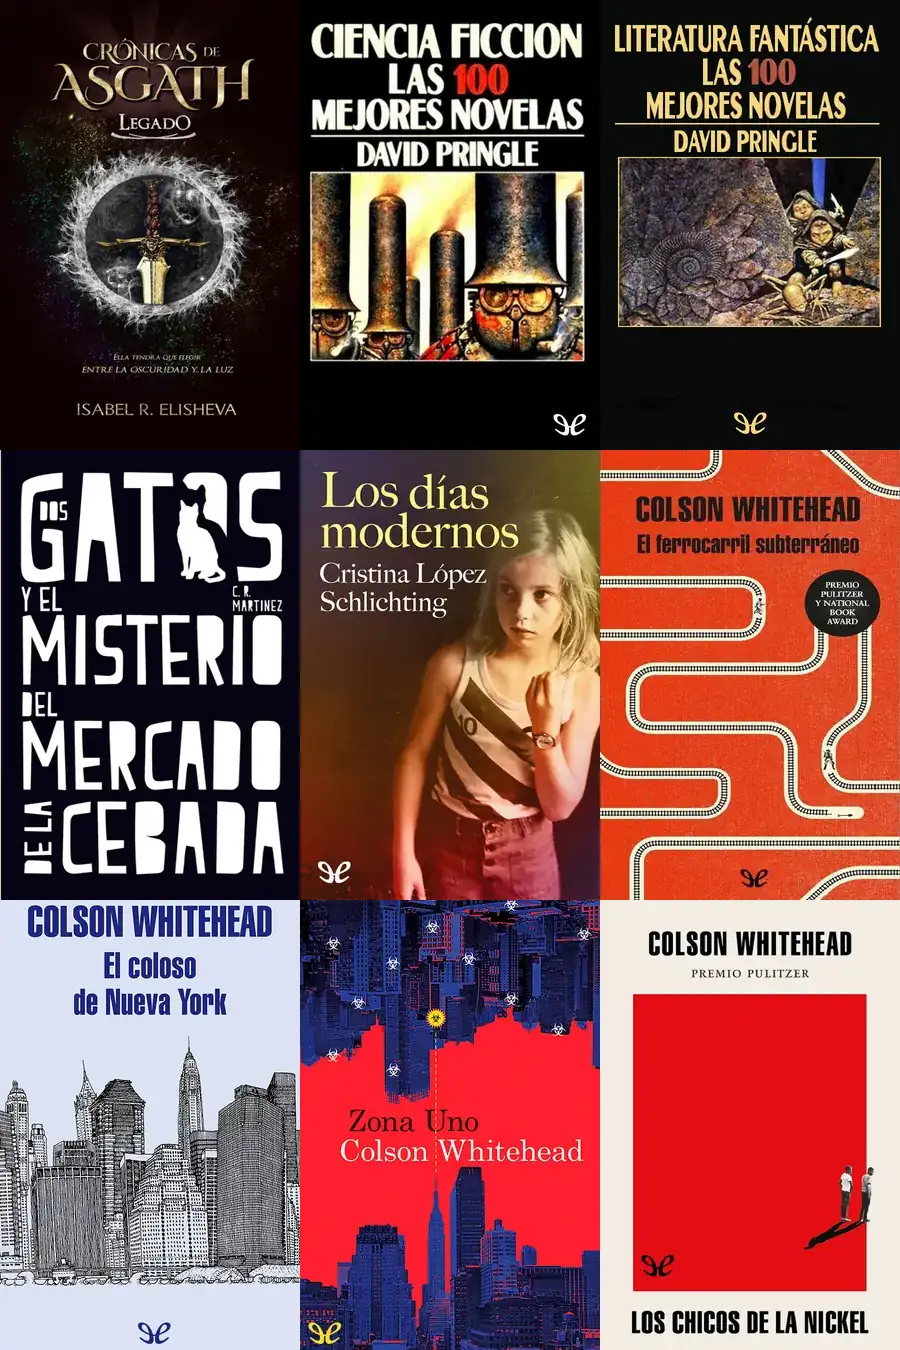 CRÓNICAS DE
ASGATH
LEGADO
ELLA TENDRA QUE ELEGIR
ENTRE LA OSCURIDAD Y LA LUZ
ISABEL R. ELISHEVA
CIENCIA FICCION
LAS 100
MEJORES NOVELAS
DAVID PRINGLE
LITERATURA FANTÁSTICA
LAS 100
MEJORES NOVELAS
DAVID PRINGLE
DOS
GATOS
Y EL
C. R.
MARTINEZ
MISTERIO
DEL
MERCADO
DE LA
CEBADA
Los días
modernos
Cristina López
Schlichting
10
COLSON WHITEHEAD
El ferrocarril subterráneo
PREMIO
PULITZER
Y NATIONAL
BOOK
AWARD
COLSON WHITEHEAD
El coloso
de Nueva York
Zona Uno
Colson Whitehead
COLSON WHITEHEAD
PREMIO PULITZER
LOS CHICOS DE LA NICKEL